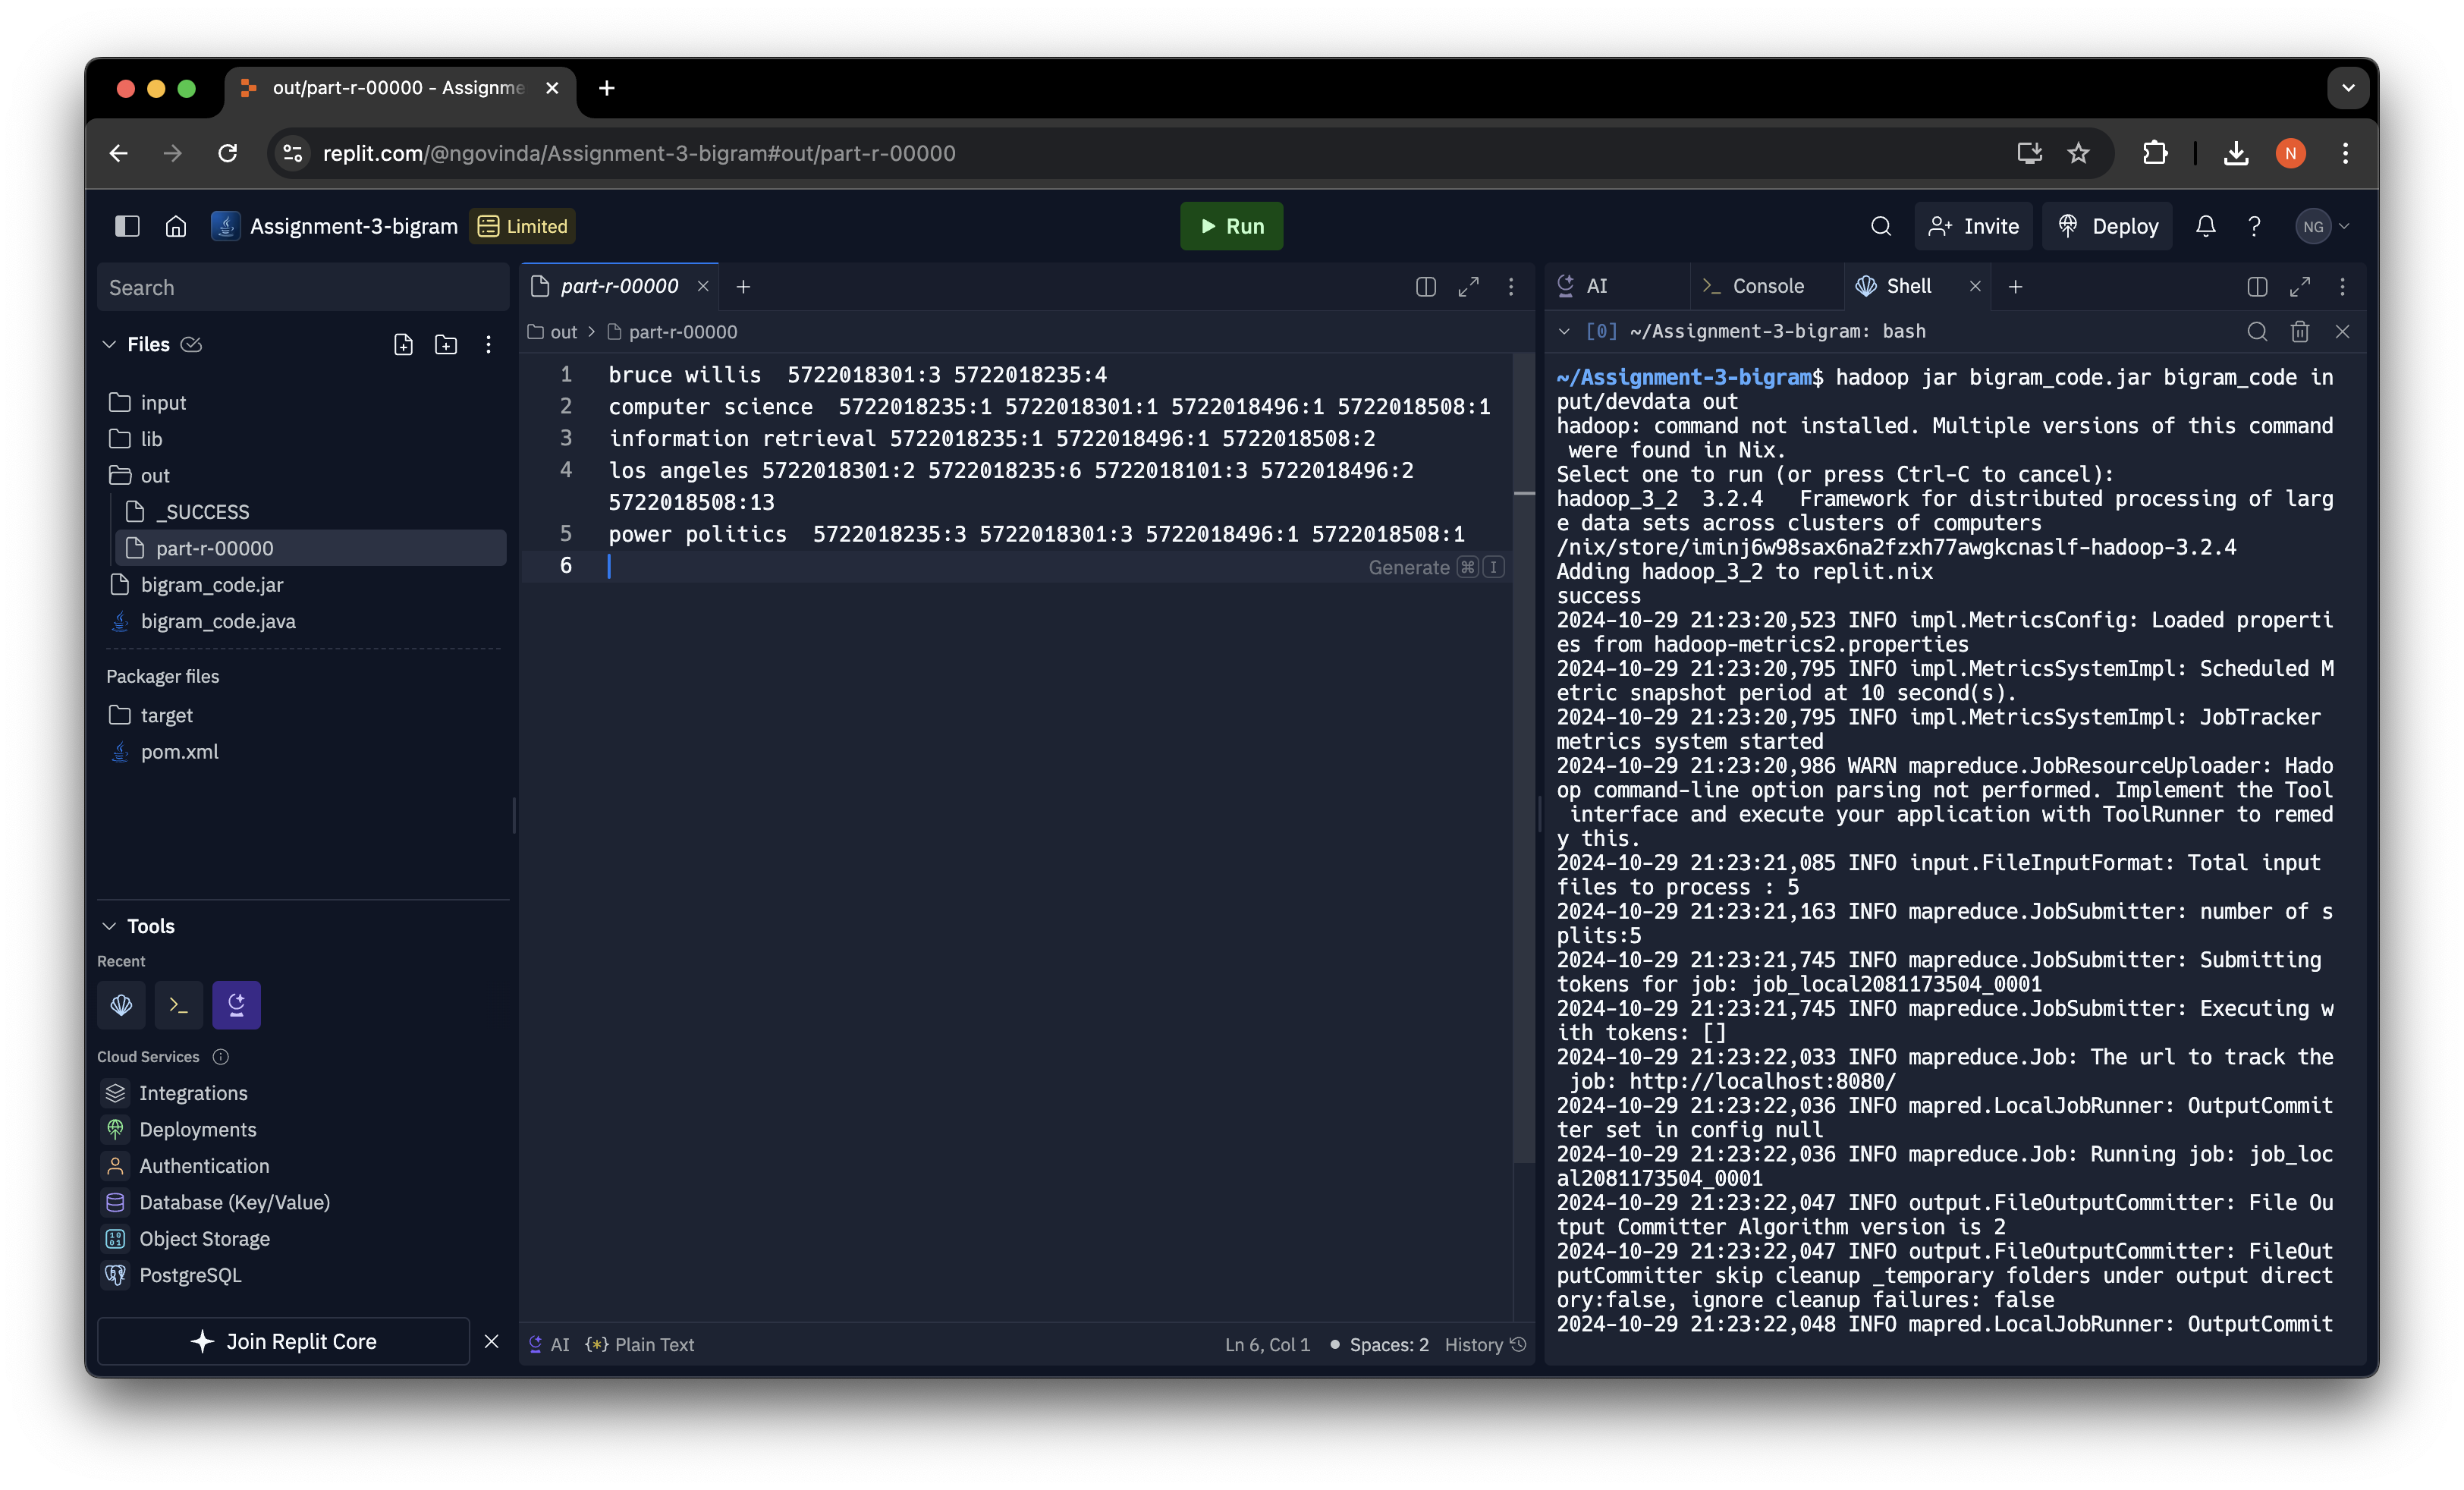 out/part-r-00000 - Assignme
replit.com/@ngovinda/Assignment-3-bigram#out/part-r-00000
N
Assignment-3-bigram
Limited
Run
Invite
Deploy
NG
Search
Files
input
lib
out
_SUCCESS
part-r-00000
bigram_code.jar
bigram_code.java
Packager files
target
pom.xml
Tools
Recent
Cloud Services
Integrations
Deployments
Authentication
Database (Key/Value)
Object Storage
PostgreSQL
Join Replit Core
part-r-00000
out > part-r-00000
1 bruce willis  5722018301:3 5722018235:4
2 computer science  5722018235:1 5722018301:1 5722018496:1 5722018508:1
3 information retrieval 5722018235:1 5722018496:1 5722018508:2
4 los angeles 5722018301:2 5722018235:6 5722018101:3 5722018496:2
5722018508:13
5 power politics  5722018235:3 5722018301:3 5722018496:1 5722018508:1
6
Generate ⌘ I
AI {*} Plain Text
Ln 6, Col 1 • Spaces: 2 History
AI
Console
Shell
[0] ~/Assignment-3-bigram: bash
~/Assignment-3-bigram$ hadoop jar bigram_code.jar bigram_code in
put/devdata out
hadoop: command not installed. Multiple versions of this command
 were found in Nix.
Select one to run (or press Ctrl-C to cancel):
hadoop_3_2  3.2.4   Framework for distributed processing of larg
e data sets across clusters of computers
/nix/store/iminj6w98sax6na2fzxh77awgkcnaslf-hadoop-3.2.4
Adding hadoop_3_2 to replit.nix
success
2024-10-29 21:23:20,523 INFO impl.MetricsConfig: Loaded properti
es from hadoop-metrics2.properties
2024-10-29 21:23:20,795 INFO impl.MetricsSystemImpl: Scheduled M
etric snapshot period at 10 second(s).
2024-10-29 21:23:20,795 INFO impl.MetricsSystemImpl: JobTracker
metrics system started
2024-10-29 21:23:20,986 WARN mapreduce.JobResourceUploader: Hado
op command-line option parsing not performed. Implement the Tool
 interface and execute your application with ToolRunner to remed
y this.
2024-10-29 21:23:21,085 INFO input.FileInputFormat: Total input
files to process : 5
2024-10-29 21:23:21,163 INFO mapreduce.JobSubmitter: number of s
plits:5
2024-10-29 21:23:21,745 INFO mapreduce.JobSubmitter: Submitting
tokens for job: job_local2081173504_0001
2024-10-29 21:23:21,745 INFO mapreduce.JobSubmitter: Executing w
ith tokens: []
2024-10-29 21:23:22,033 INFO mapreduce.Job: The url to track the
 job: http://localhost:8080/
2024-10-29 21:23:22,036 INFO mapred.LocalJobRunner: OutputCommit
ter set in config null
2024-10-29 21:23:22,036 INFO mapreduce.Job: Running job: job_loc
al2081173504_0001
2024-10-29 21:23:22,047 INFO output.FileOutputCommitter: File Ou
tput Committer Algorithm version is 2
2024-10-29 21:23:22,047 INFO output.FileOutputCommitter: FileOut
putCommitter skip cleanup _temporary folders under output direct
ory:false, ignore cleanup failures: false
2024-10-29 21:23:22,048 INFO mapred.LocalJobRunner: OutputCommit